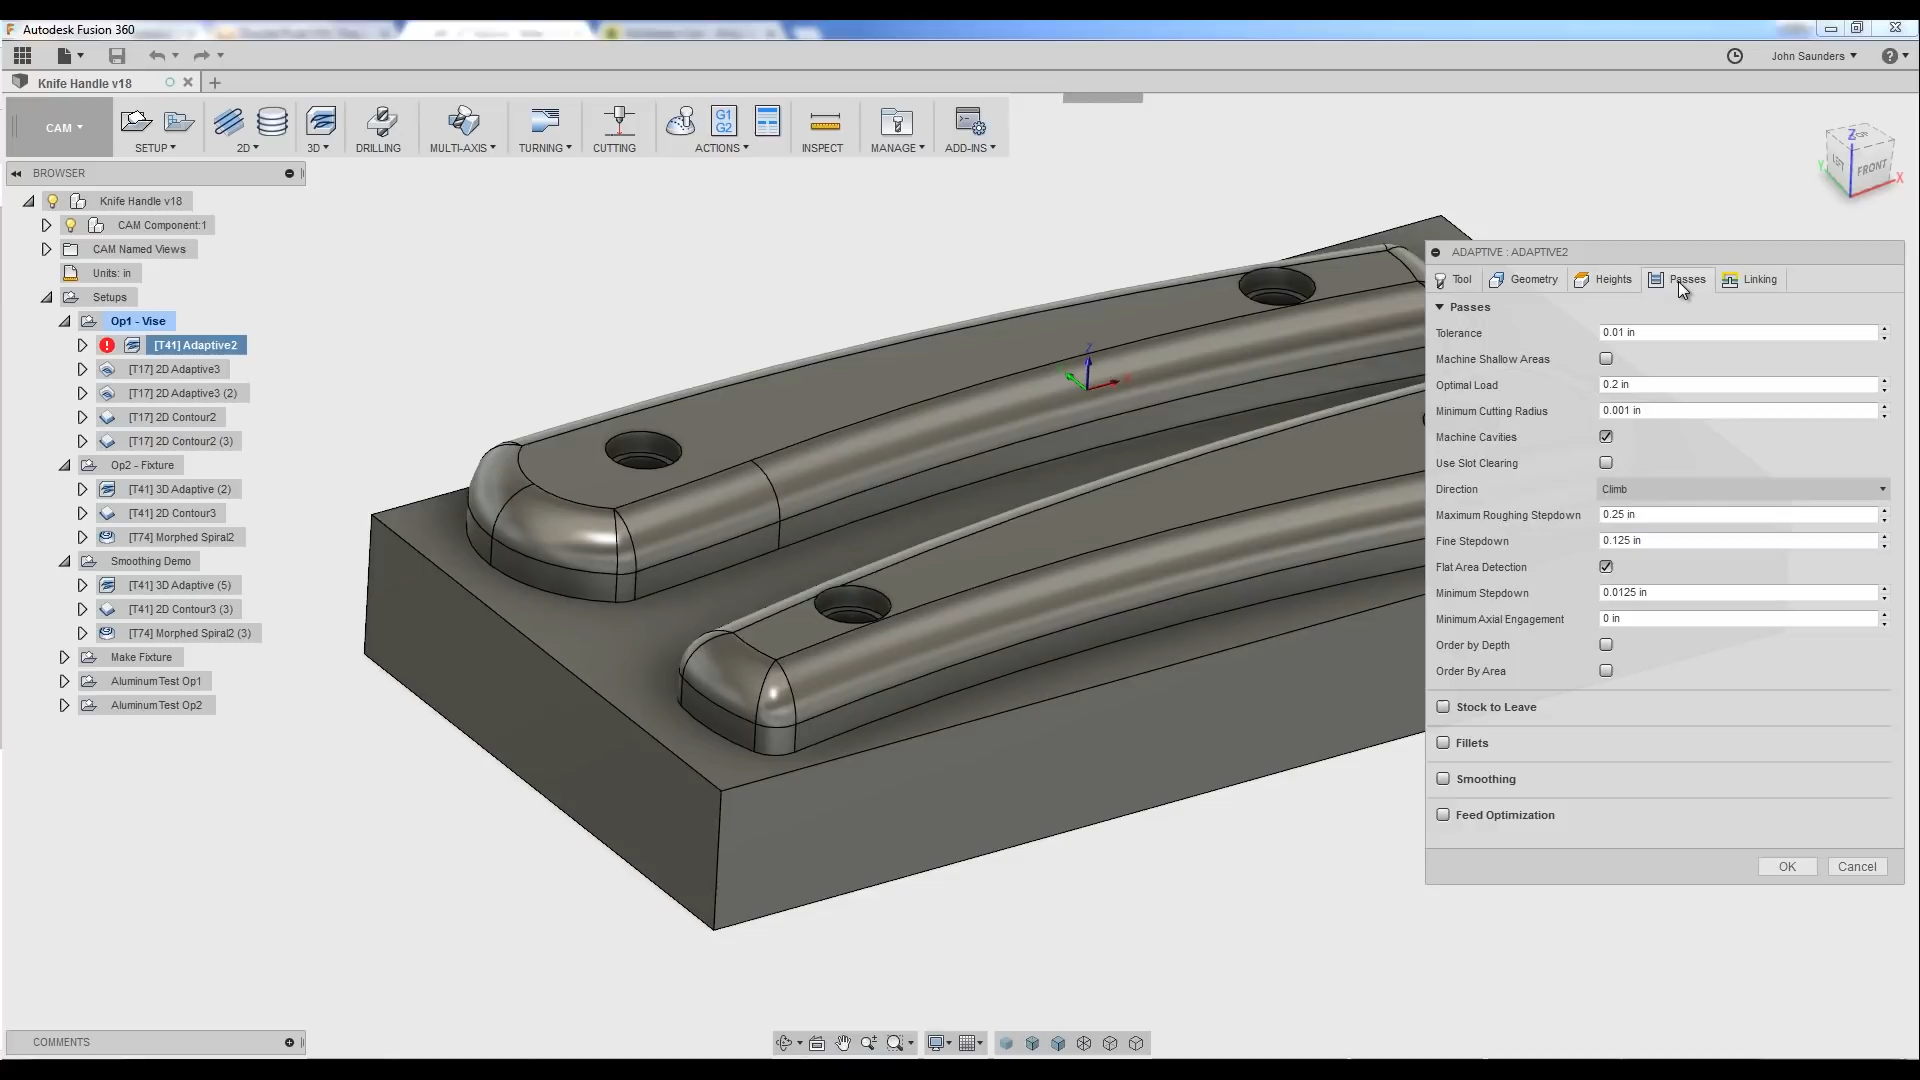 Autodesk Fusion 360
John Saunders
Knife Handle v18
CAM
SETUP
2D
3D
DRILLING
MULTI-AXIS
TURNING
CUTTING
G1
G2
ACTIONS
INSPECT
MANAGE
ADD-INS
BROWSER
Knife Handle v18
CAM Component:1
CAM Named Views
Units: in
Setups
Op1 - Vise
[T41] Adaptive2
[T17] 2D Adaptive3
[T17] 2D Adaptive3 (2)
[T17] 2D Contour2
[T17] 2D Contour2 (3)
Op2 - Fixture
[T41] 3D Adaptive (2)
[T41] 2D Contour3
[T74] Morphed Spiral2
Smoothing Demo
[T41] 3D Adaptive (5)
[T41] 2D Contour3 (3)
[T74] Morphed Spiral2 (3)
Make Fixture
Aluminum Test Op1
Aluminum Test Op2
Z
Z
FRONT
X
Y
ADAPTIVE : ADAPTIVE2
Tool
Geometry
Heights
Passes
Linking
Passes
Tolerance 0.01 in
Machine Shallow Areas
Optimal Load 0.2 in
Minimum Cutting Radius 0.001 in
Machine Cavities
Use Slot Clearing
Direction Climb
Maximum Roughing Stepdown 0.25 in
Fine Stepdown 0.125 in
Flat Area Detection
Minimum Stepdown 0.0125 in
Minimum Axial Engagement 0 in
Order by Depth
Order By Area
Stock to Leave
Fillets
Smoothing
Feed Optimization
OK
Cancel
COMMENTS